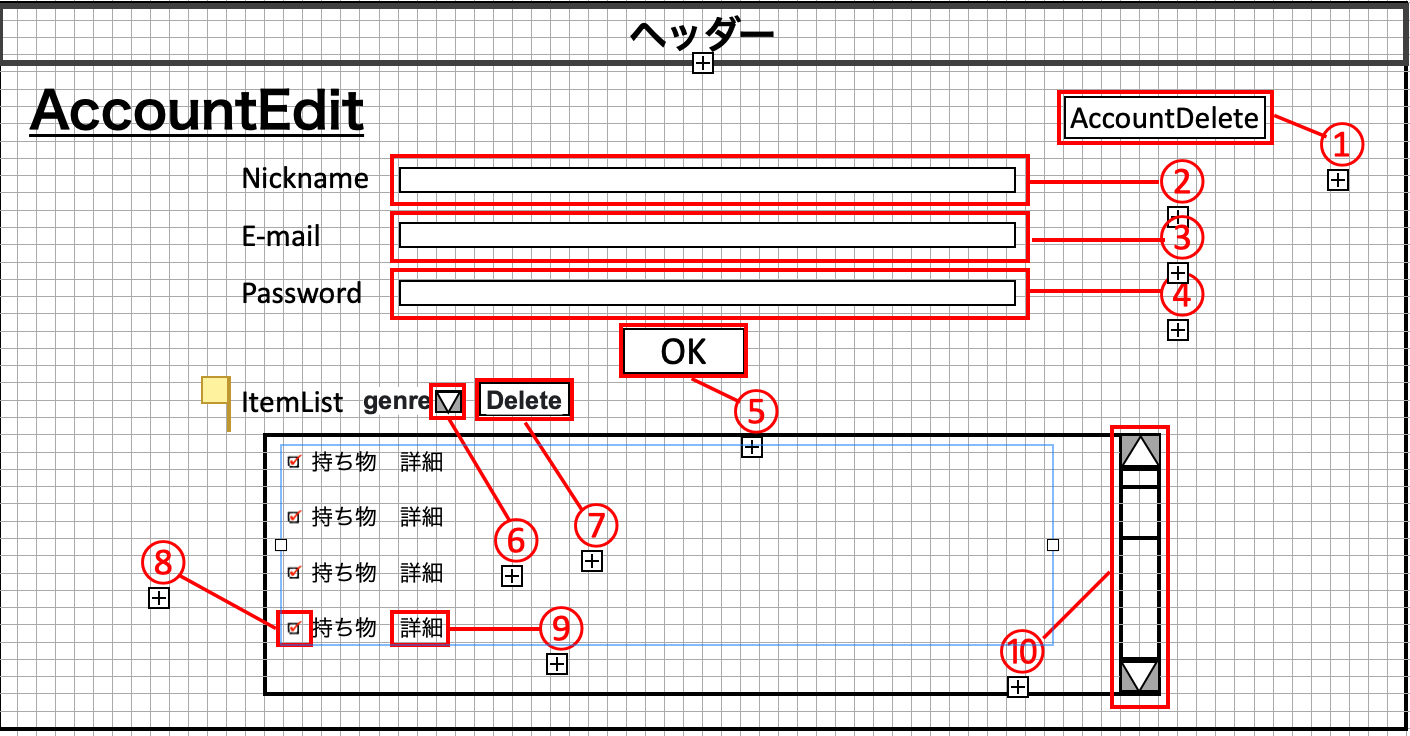 ヘッダー
AccountEdit
AccountDelete
①
Nickname
②
E-mail
③
Password
④
OK
⑤
ItemList genre Delete
持ち物 詳細
持ち物 詳細
⑥
⑦
⑧
持ち物 詳細
持ち物 詳細
⑨
⑩